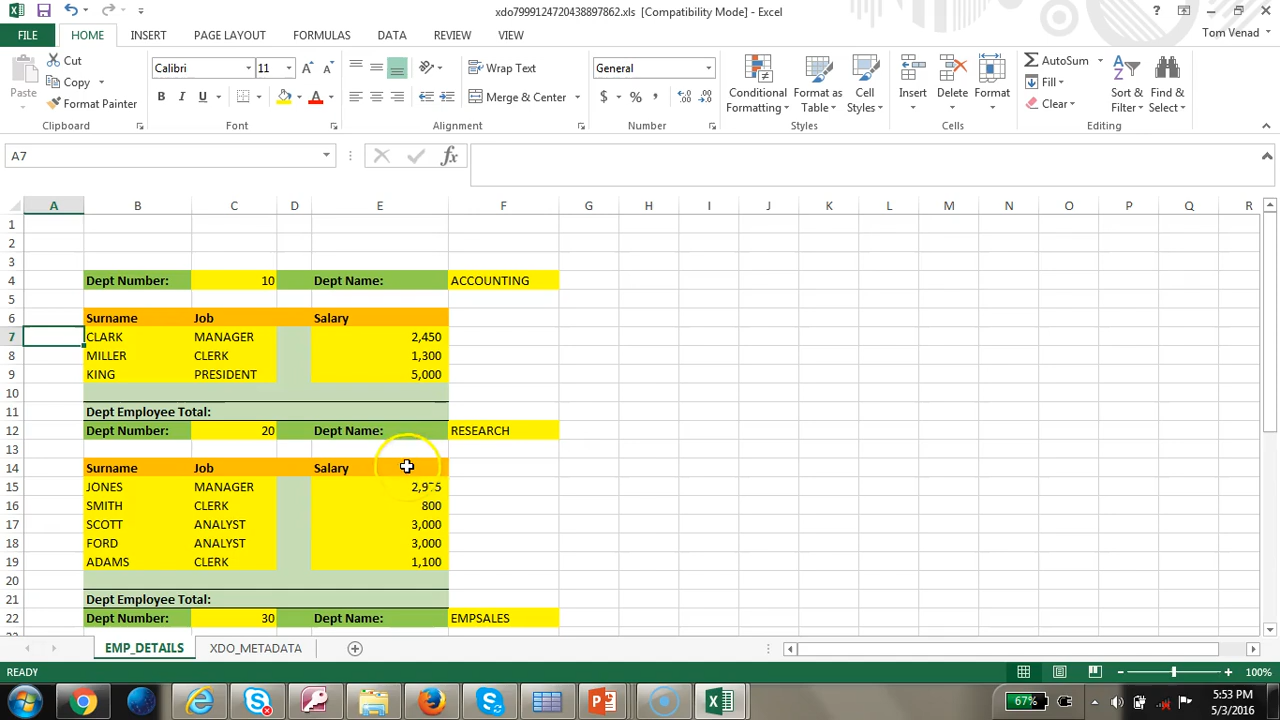 xdo7999124720438897862.xls [Compatibility Mode] - Excel
FILE HOME INSERT PAGE LAYOUT FORMULAS DATA REVIEW VIEW Tom Venad
Paste Cut Copy Format Painter Clipboard
Calibri 11 B I U A Font
Wrap Text Merge & Center Alignment
General $ % , Number
Conditional Formatting Format as Table Cell Styles Styles
Insert Delete Format Cells
AutoSum Fill Clear Sort & Filter Find & Select Editing
A7 fx
A B C D E F G H I J K L M N O P Q R
1
2
3
4 Dept Number: 10 Dept Name: ACCOUNTING
5
6 Surname Job Salary
7 CLARK MANAGER 2,450
8 MILLER CLERK 1,300
9 KING PRESIDENT 5,000
10
11 Dept Employee Total:
12 Dept Number: 20 Dept Name: RESEARCH
13
14 Surname Job Salary
15 JONES MANAGER 2,975
16 SMITH CLERK 800
17 SCOTT ANALYST 3,000
18 FORD ANALYST 3,000
19 ADAMS CLERK 1,100
20
21 Dept Employee Total:
22 Dept Number: 30 Dept Name: EMPSALES
EMP_DETAILS XDO_METADATA
READY 100%
67% 5:53 PM
5/3/2016